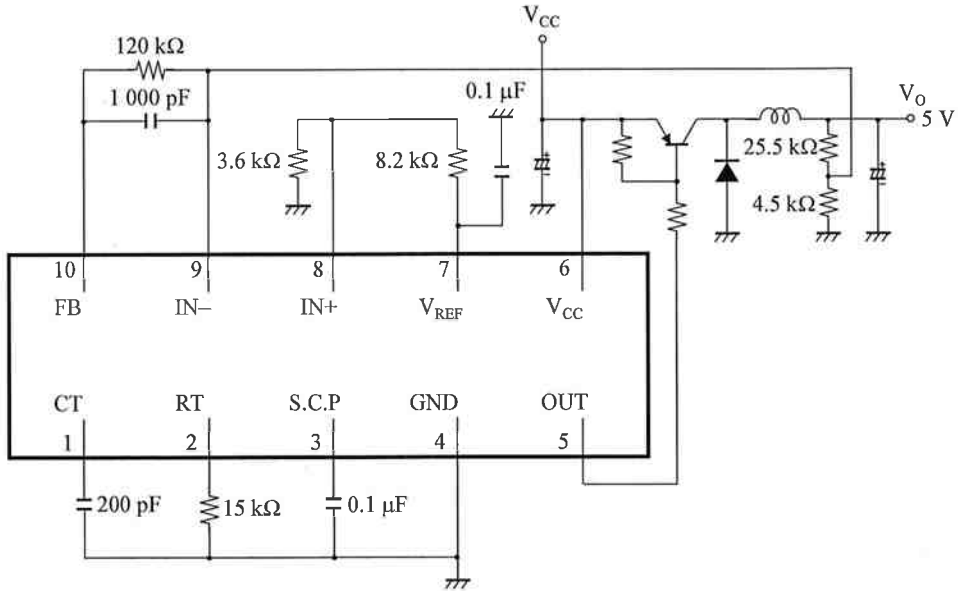 V_CC
120 kΩ
1 000 pF
0.1 µF
V_O
5 V
3.6 kΩ
8.2 kΩ
25.5 kΩ
4.5 kΩ
10 9 8 7 6
FB IN– IN+ V_REF V_CC
CT RT S.C.P GND OUT
1 2 3 4 5
200 pF 15 kΩ 0.1 µF